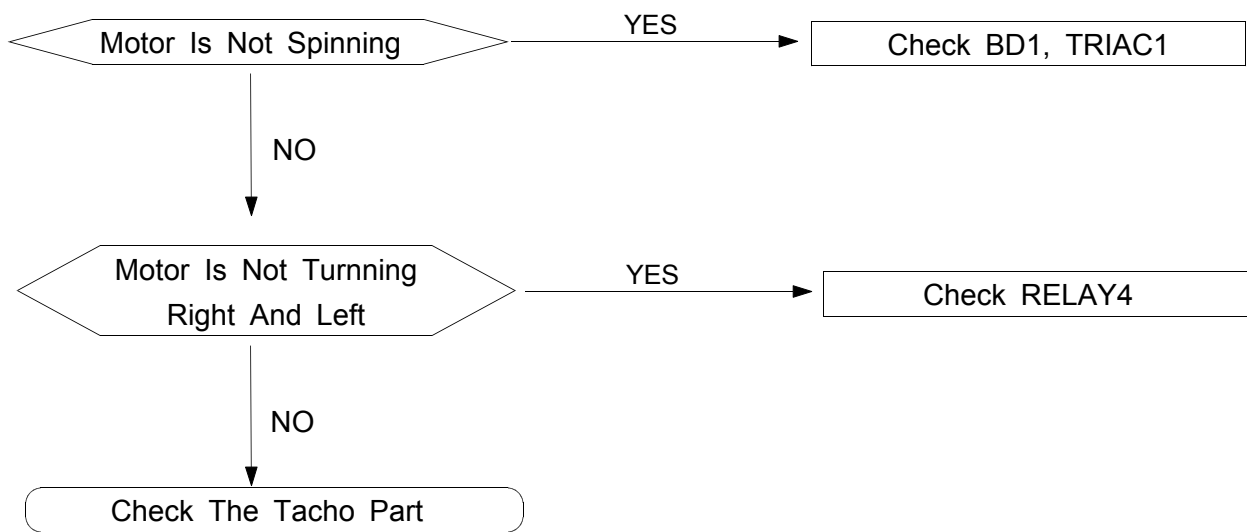 Motor Is Not Spinning
YES
Check BD1, TRIAC1
NO
Motor Is Not Turnning
Right And Left
YES
Check RELAY4
NO
Check The Tacho Part